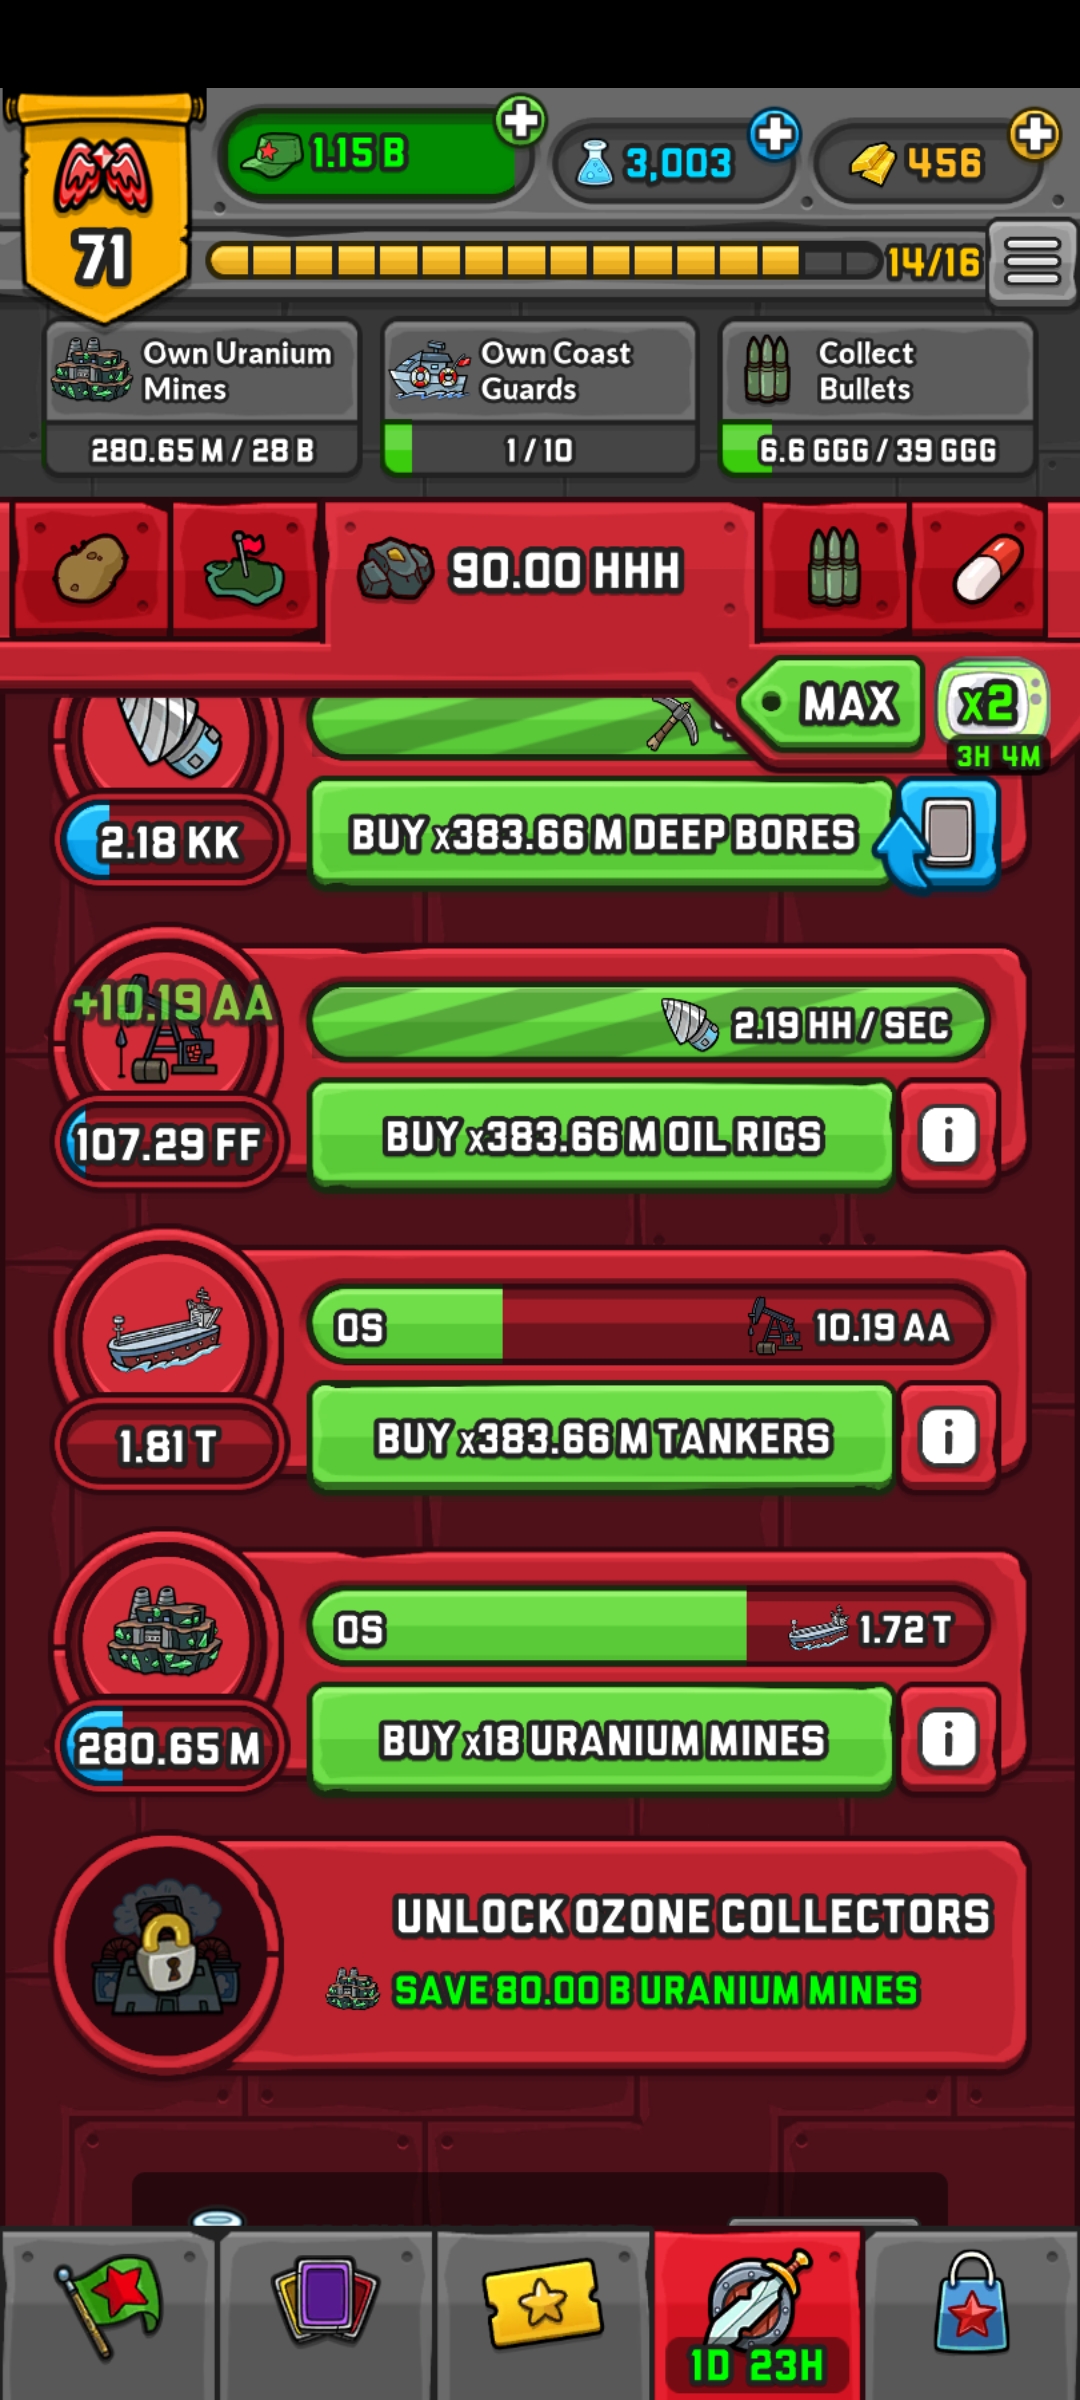 71
1.15 B
3,003
456
14/16
Own Uranium
Mines
280.65 M / 28 B
Own Coast
Guards
1 / 10
Collect
Bullets
6.6 GGG / 39 GGG
90.00 HHH
MAX
x2
3H 4M
2.18 KK
BUY x383.66 M DEEP BORES
+10.19 AA
2.19 HH / SEC
107.29 FF
BUY x383.66 M OIL RIGS
i
0S
10.19 AA
1.81 T
BUY x383.66 M TANKERS
i
0S
1.72 T
280.65 M
BUY x18 URANIUM MINES
i
UNLOCK OZONE COLLECTORS
SAVE 80.00 B URANIUM MINES
1D 23H